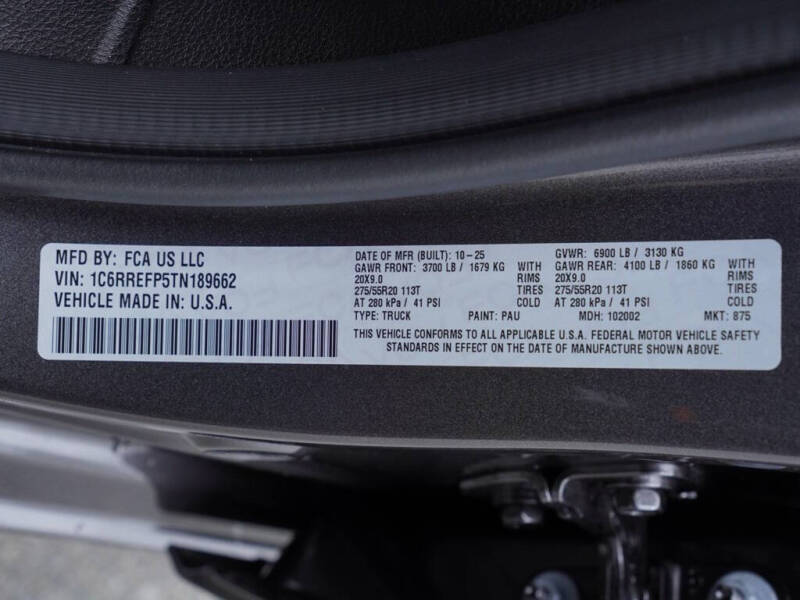 MFD BY: FCA US LLC
VIN: 1C6RREFP5TN189662
VEHICLE MADE IN: U.S.A.
DATE OF MFR (BUILT): 10-25 GVWR: 6900 LB / 3130 KG
GAWR FRONT: 3700 LB / 1679 KG WITH GAWR REAR: 4100 LB / 1860 KG WITH
20X9.0 RIMS 20X9.0 RIMS
275/55R20 113T TIRES 275/55R20 113T TIRES
AT 280 kPa / 41 PSI COLD AT 280 kPa / 41 PSI COLD
TYPE: TRUCK PAINT: PAU MDH: 102002 MKT: 875
THIS VEHICLE CONFORMS TO ALL APPLICABLE U.S.A. FEDERAL MOTOR VEHICLE SAFETY
STANDARDS IN EFFECT ON THE DATE OF MANUFACTURE SHOWN ABOVE.